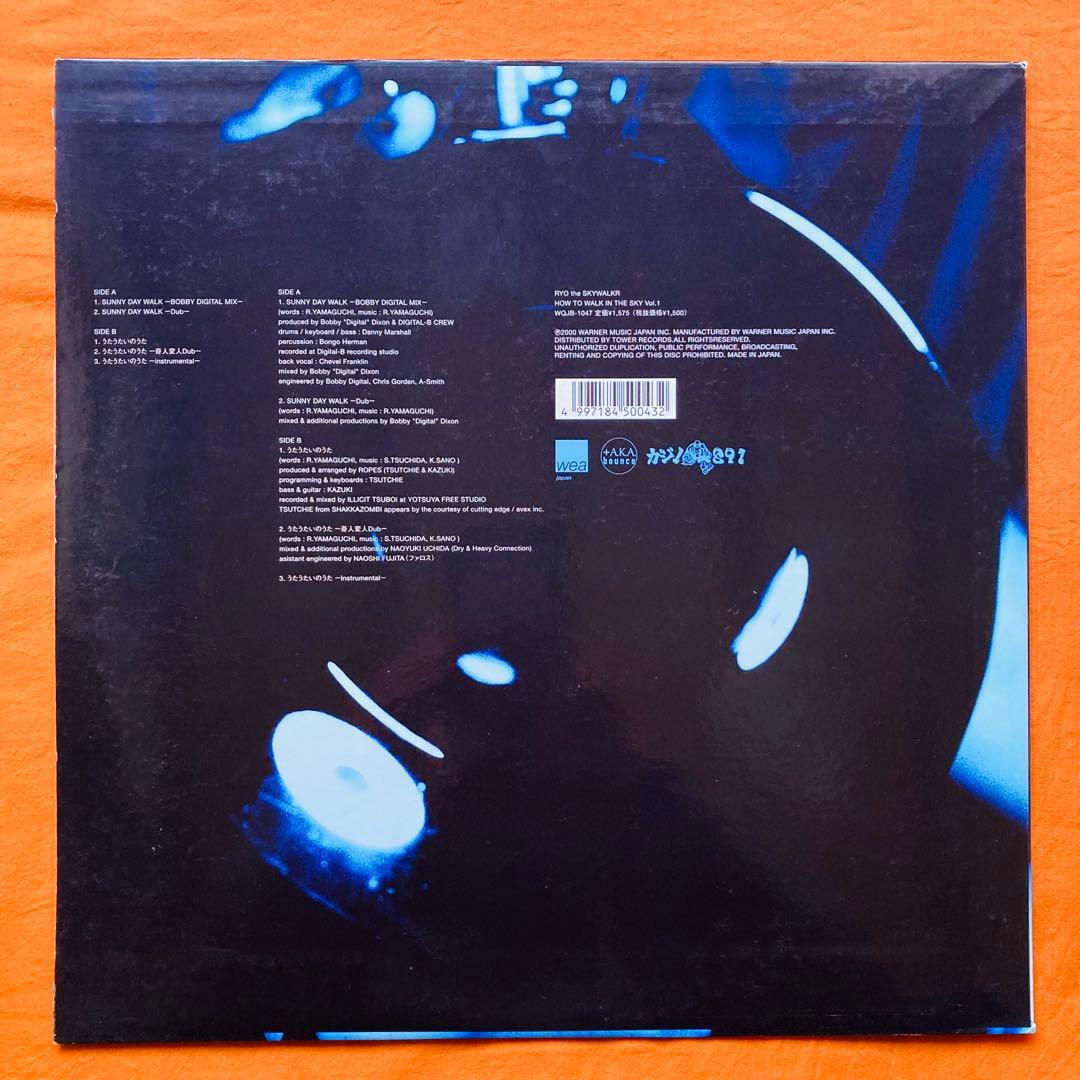 SIDE A
1. SUNNY DAY WALK －BOBBY DIGITAL MIX－
2. SUNNY DAY WALK －Dub－
SIDE B
1. うたうたいのうた
2. うたうたいのうた －奇人変人Dub－
3. うたうたいのうた －instrumental－
SIDE A
1. SUNNY DAY WALK －BOBBY DIGITAL MIX－
(words : R.YAMAGUCHI, music : R.YAMAGUCHI)
produced by Bobby "Digital" Dixon & DIGITAL-B CREW
drums / keyboard / bass : Danny Marshall
percussion : Bongo Herman
recorded at Digital-B recording studio
back vocal : Chevel Franklin
mixed by Bobby "Digital" Dixon
engineered by Bobby Digital, Chris Gorden, A-Smith
2. SUNNY DAY WALK －Dub－
(words : R.YAMAGUCHI, music : R.YAMAGUCHI)
mixed & additional productions by Bobby "Digital" Dixon
SIDE B
1. うたうたいのうた
(words : R.YAMAGUCHI, music : S.TSUCHIDA, K.SANO )
produced & arranged by ROPES (TSUTCHIE & KAZUKI)
programming & keyboards : TSUTCHIE
bass & guitar : KAZUKI
recorded & mixed by ILLICIT TSUBOI at YOTSUYA FREE STUDIO
TSUTCHIE from SHAKKAZOMBI appears by the courtesy of cutting edge / avex inc.
2. うたうたいのうた －奇人変人Dub－
(words : R.YAMAGUCHI, music : S.TSUCHIDA, K.SANO )
mixed & additional productions by NAOYUKI UCHIDA (Dry & Heavy Connection)
asistant engineered by NAOSHI FUJITA (ファロス)
3. うたうたいのうた －instrumental－
RYO the SKYWALKR
HOW TO WALK IN THE SKY Vol.1
WQJB-1047 定価¥1,575 (税抜価格¥1,500)
℗2000 WARNER MUSIC JAPAN INC. MANUFACTURED BY WARNER MUSIC JAPAN INC.
DISTRIBUTED BY TOWER RECORDS.ALL RIGHTSRESERVED.
UNAUTHORIZED DUPLICATION, PUBLIC PERFORMANCE, BROADCASTING,
RENTING AND COPYING OF THIS DISC PROHIBITED. MADE IN JAPAN.
4 997184 500432
wea
japan
+A.K.A.
bounce
カジノ 891